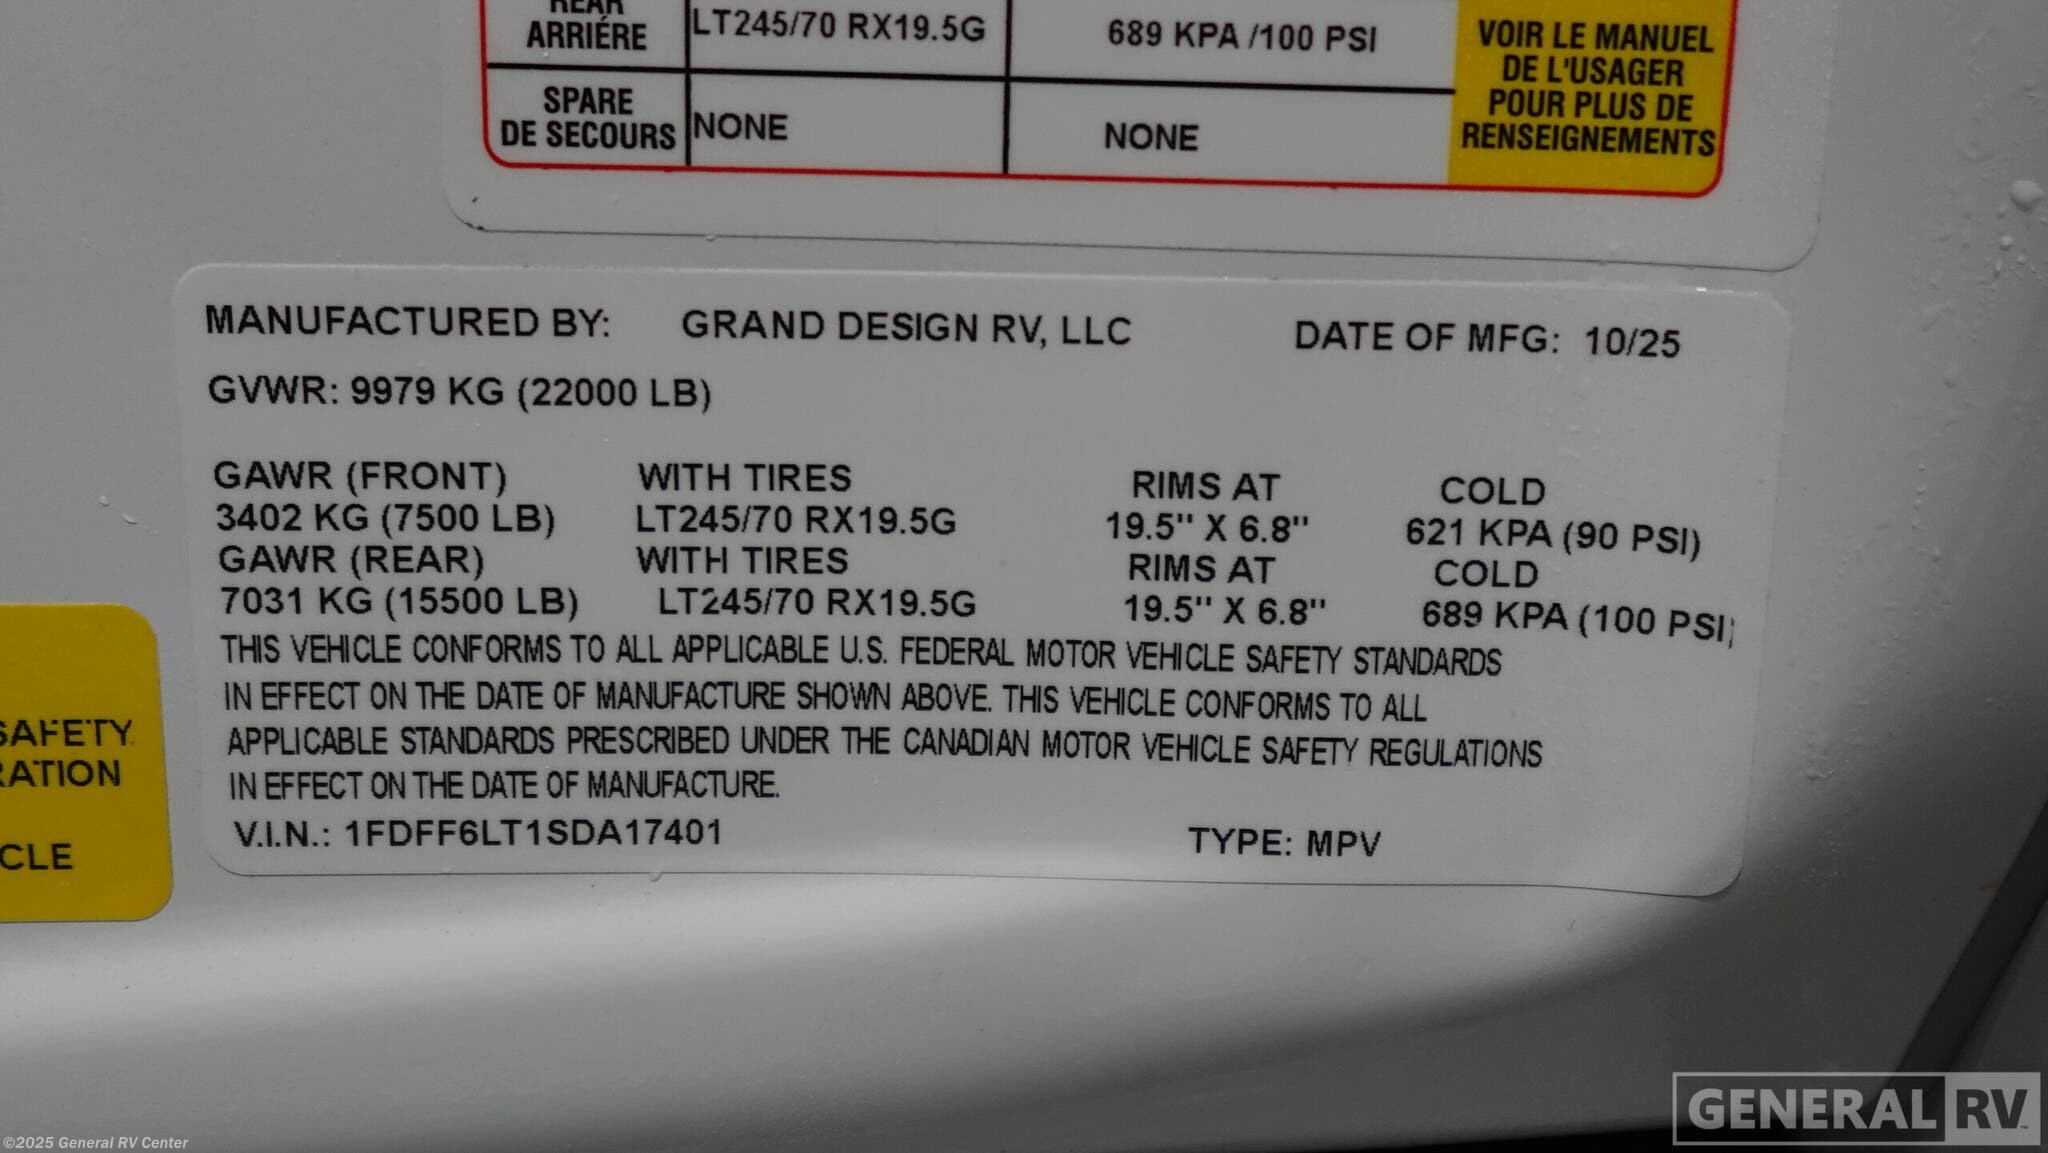 REAR
ARRIÉRE
LT245/70 RX19.5G
689 KPA /100 PSI
SPARE
DE SECOURS
NONE
NONE
VOIR LE MANUEL
DE L'USAGER
POUR PLUS DE
RENSEIGNEMENTS
MANUFACTURED BY: GRAND DESIGN RV, LLC DATE OF MFG: 10/25
GVWR: 9979 KG (22000 LB)
GAWR (FRONT) WITH TIRES RIMS AT COLD
3402 KG (7500 LB) LT245/70 RX19.5G 19.5" X 6.8" 621 KPA (90 PSI)
GAWR (REAR) WITH TIRES RIMS AT COLD
7031 KG (15500 LB) LT245/70 RX19.5G 19.5" X 6.8" 689 KPA (100 PSI)
THIS VEHICLE CONFORMS TO ALL APPLICABLE U.S. FEDERAL MOTOR VEHICLE SAFETY STANDARDS
IN EFFECT ON THE DATE OF MANUFACTURE SHOWN ABOVE. THIS VEHICLE CONFORMS TO ALL
APPLICABLE STANDARDS PRESCRIBED UNDER THE CANADIAN MOTOR VEHICLE SAFETY REGULATIONS
IN EFFECT ON THE DATE OF MANUFACTURE.
V.I.N.: 1FDFF6LT1SDA17401 TYPE: MPV
SAFETY
RATION
CLE
GENERAL RV
©2025 General RV Center